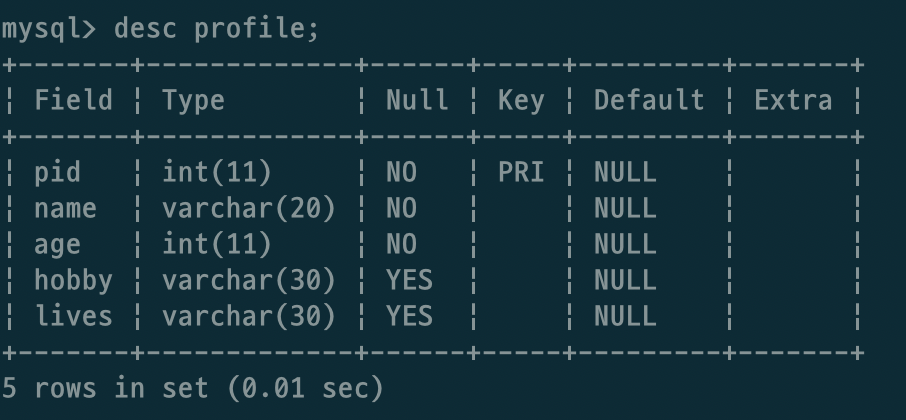 mysql> desc profile;
+-------+-------------+------+-----+---------+-------+
¦ Field ¦ Type        ¦ Null ¦ Key ¦ Default ¦ Extra ¦
+-------+-------------+------+-----+---------+-------+
¦ pid   ¦ int(11)     ¦ NO   ¦ PRI ¦ NULL    ¦       ¦
¦ name  ¦ varchar(20) ¦ NO   ¦     ¦ NULL    ¦       ¦
¦ age   ¦ int(11)     ¦ NO   ¦     ¦ NULL    ¦       ¦
¦ hobby ¦ varchar(30) ¦ YES  ¦     ¦ NULL    ¦       ¦
¦ lives ¦ varchar(30) ¦ YES  ¦     ¦ NULL    ¦       ¦
+-------+-------------+------+-----+---------+-------+
5 rows in set (0.01 sec)